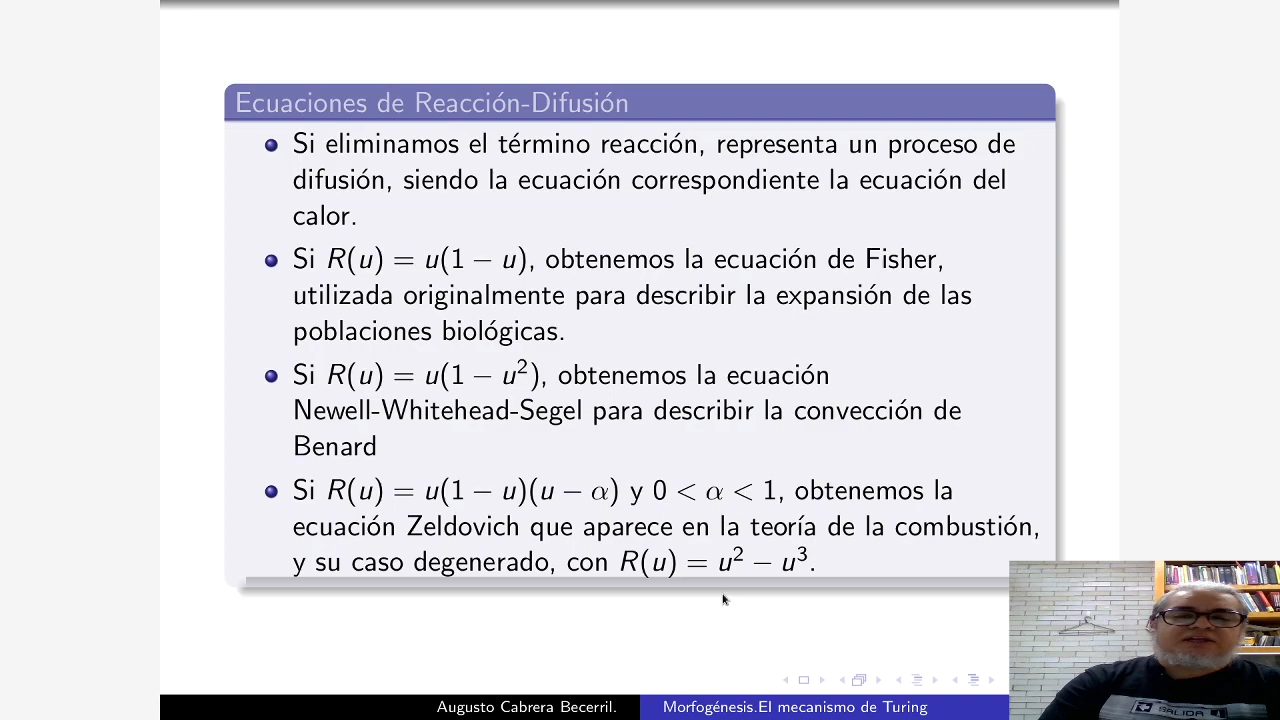 Ecuaciones de Reacción-Difusión
Si eliminamos el término reacción, representa un proceso de
difusión, siendo la ecuación correspondiente la ecuación del
calor.
Si R(u) = u(1 − u), obtenemos la ecuación de Fisher,
utilizada originalmente para describir la expansión de las
poblaciones biológicas.
Si R(u) = u(1 − u²), obtenemos la ecuación
Newell-Whitehead-Segel para describir la convección de
Benard
Si R(u) = u(1 − u)(u − α) y 0 < α < 1, obtenemos la
ecuación Zeldovich que aparece en la teoría de la combustión,
y su caso degenerado, con R(u) = u² − u³.
SALIDA
Augusto Cabrera Becerril.
Morfogénesis.El mecanismo de Turing